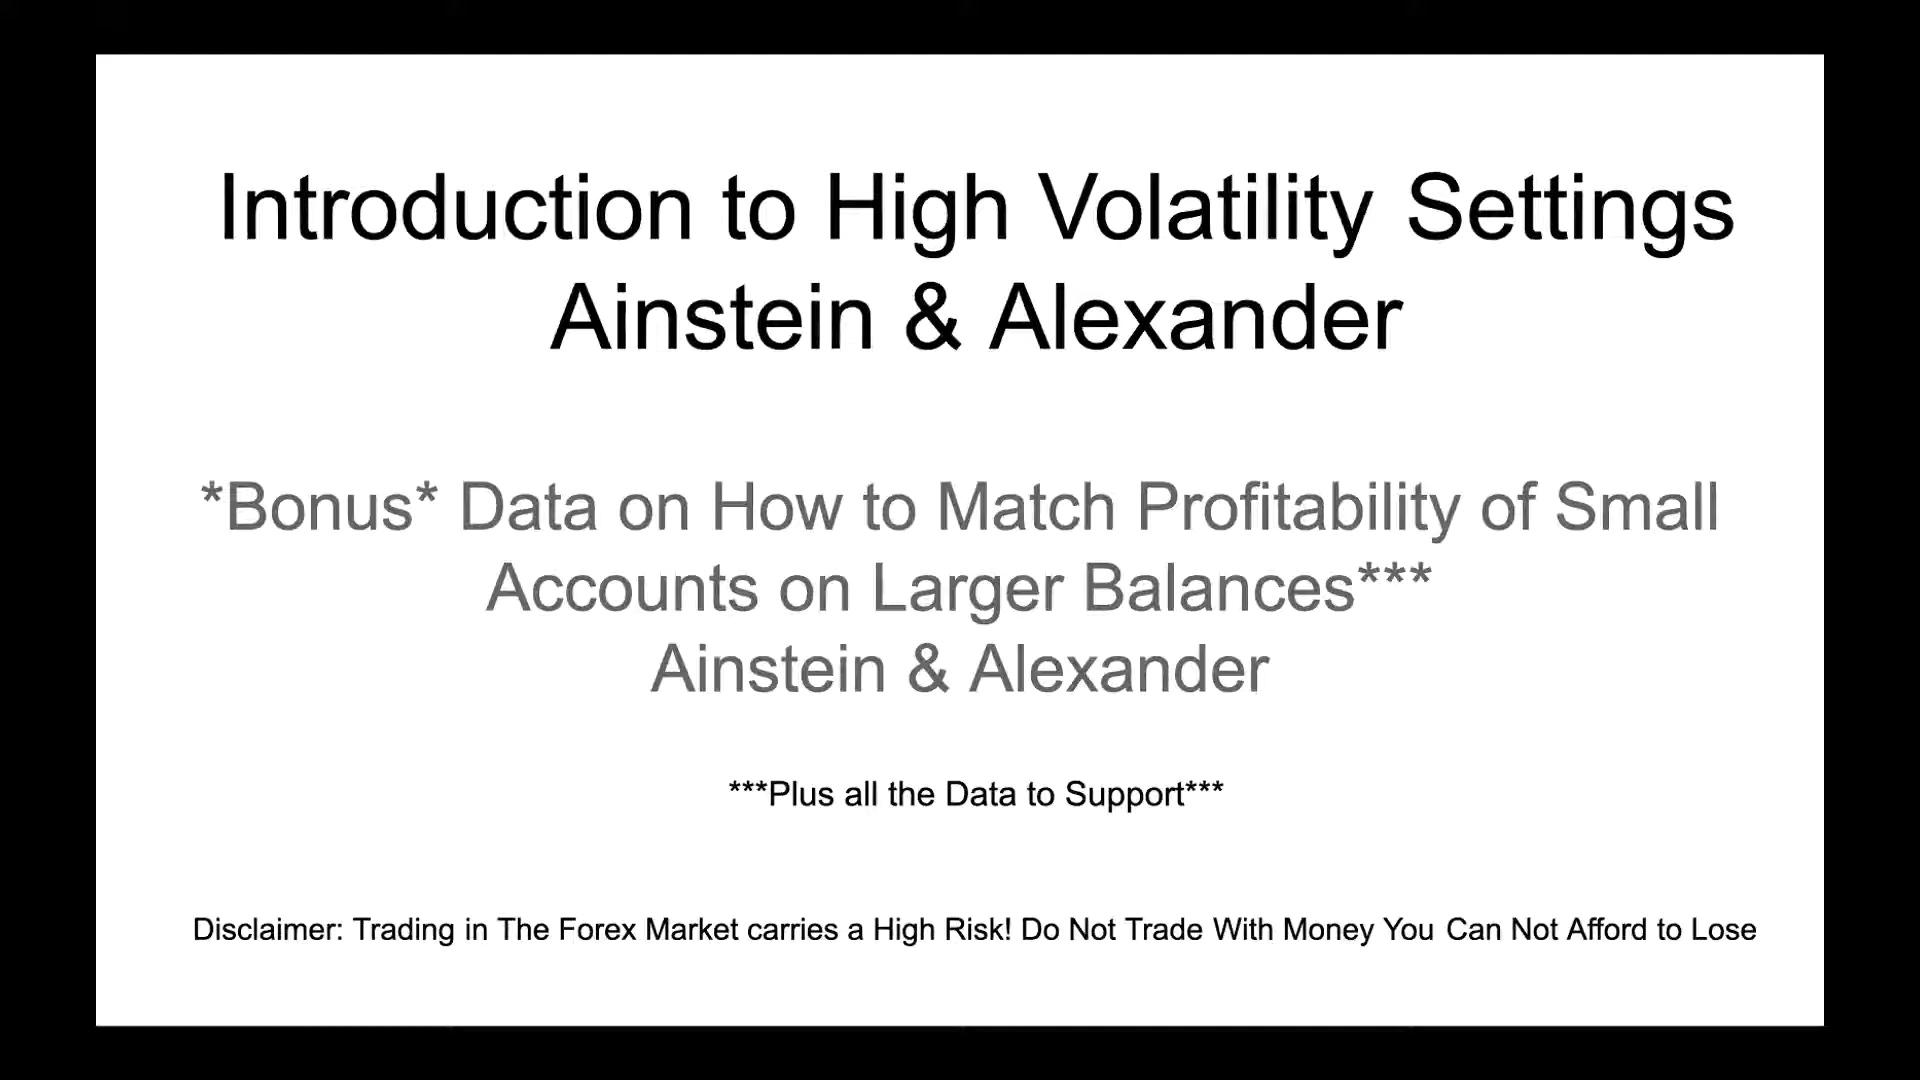 Introduction to High Volatility Settings
Ainstein & Alexander
*Bonus* Data on How to Match Profitability of Small
Accounts on Larger Balances***
Ainstein & Alexander
***Plus all the Data to Support***
Disclaimer: Trading in The Forex Market carries a High Risk! Do Not Trade With Money You Can Not Afford to Lose